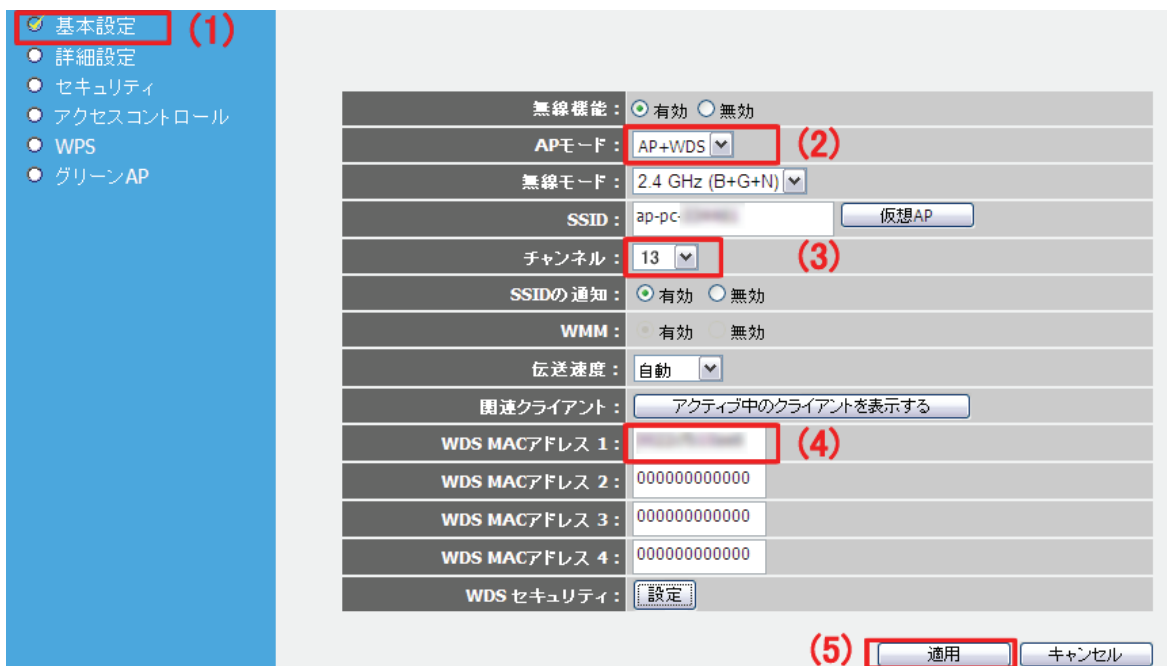 基本設定 (1)
詳細設定
セキュリティ
アクセスコントロール
WPS
グリーンAP
無線機能： 有効 無効
APモード： AP+WDS (2)
無線モード： 2.4 GHz (B+G+N)
SSID： ap-pc- 仮想AP
チャンネル： 13 (3)
SSIDの通知： 有効 無効
WMM： 有効 無効
伝送速度： 自動
関連クライアント： アクティブ中のクライアントを表示する
WDS MACアドレス 1： (4)
WDS MACアドレス 2： 000000000000
WDS MACアドレス 3： 000000000000
WDS MACアドレス 4： 000000000000
WDS セキュリティ： 設定
(5) 適用 キャンセル